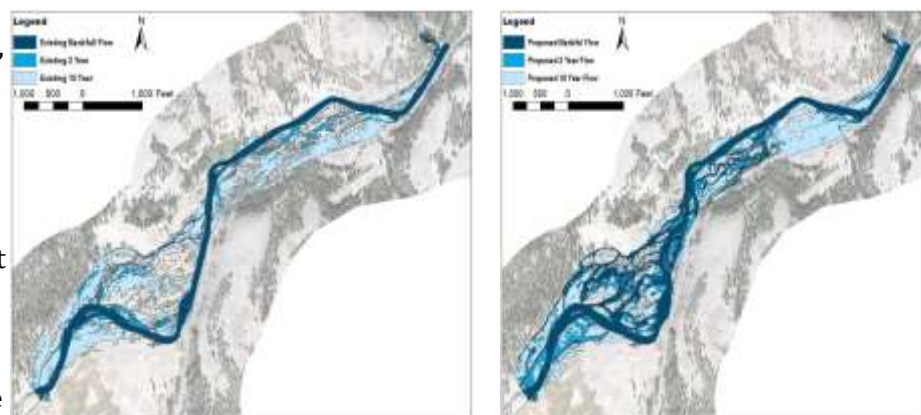 ,
t
e
Legend
Existing Bankfull Flow
Existing 2 Year
Existing 10 Year
N
1,000 500 0 1,000 Feet
Legend
Proposed Bankfull Flow
Proposed 2 Year Flow
Proposed 10 Year Flow
N
1,000 500 0 1,000 Feet